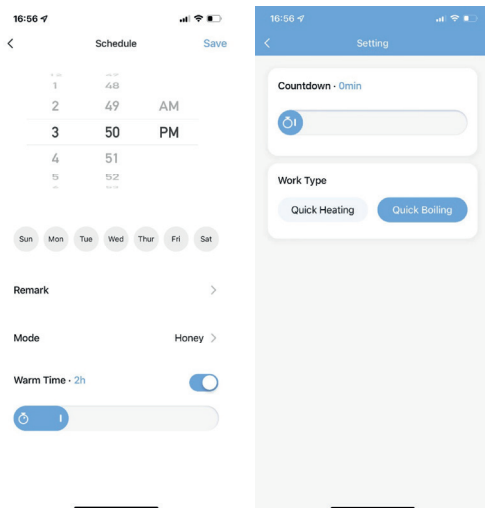 16:56
Schedule
Save
1 48
2 49 AM
3 50 PM
4 51
5 52
Sun Mon Tue Wed Thur Fri Sat
Remark
Mode
Honey
Warm Time · 2h
16:56
Setting
Countdown · 0min
Work Type
Quick Heating
Quick Boiling